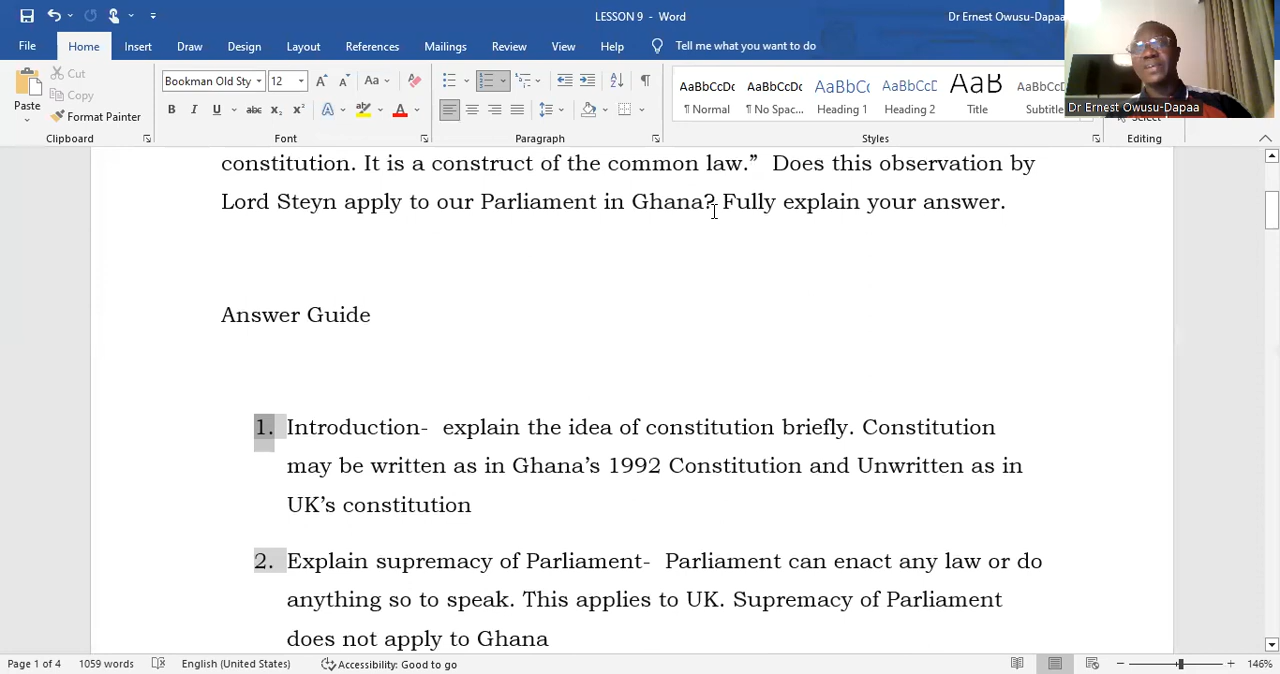 LESSON 9 - Word
Dr Ernest Owusu-Dapaa
File Home Insert Draw Design Layout References Mailings Review View Help Tell me what you want to do
Paste
Cut
Copy
Format Painter
Clipboard
Bookman Old Sty 12
Aa
B I U abc x₂ x² A A
Font
Paragraph
AaBbCcDc AaBbCcDc AaBbC AaBbCcD AaB AaBbCcD
¶ Normal ¶ No Spac... Heading 1 Heading 2 Title Subtitle
Styles
Select
Editing
Dr Ernest Owusu-Dapaa
constitution. It is a construct of the common law.” Does this observation by
Lord Steyn apply to our Parliament in Ghana? Fully explain your answer.
Answer Guide
1. Introduction- explain the idea of constitution briefly. Constitution
may be written as in Ghana’s 1992 Constitution and Unwritten as in
UK’s constitution
2. Explain supremacy of Parliament- Parliament can enact any law or do
anything so to speak. This applies to UK. Supremacy of Parliament
does not apply to Ghana
Page 1 of 4 1059 words English (United States) Accessibility: Good to go 146%